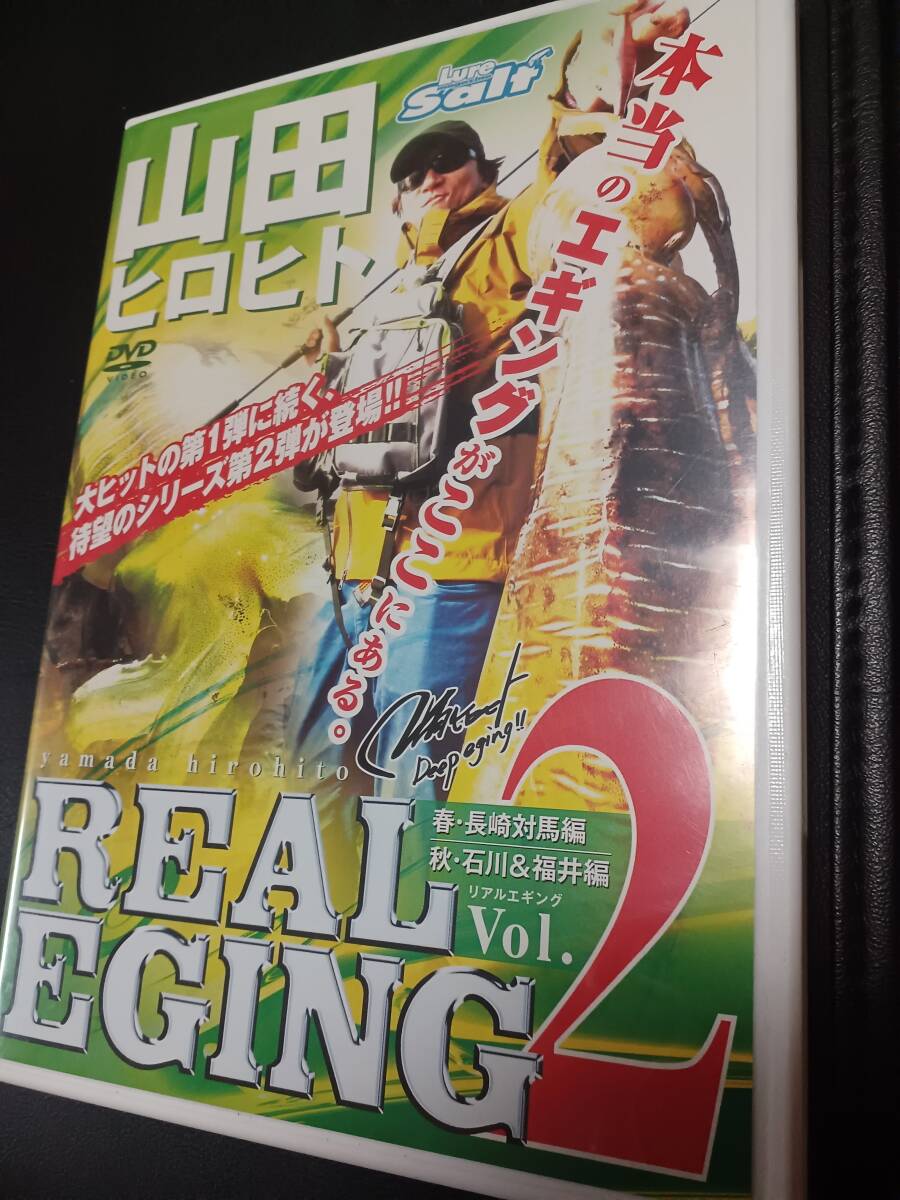 Lure
Salt
山田
ヒロヒト
DVD
VIDEO
本当のエギングがここにある。
大ヒットの第1弾に続く、
待望のシリーズ第2弾が登場!!
Deep eging!!
yamada hirohito
REAL
EGING
春・長崎対馬編
秋・石川&福井編
リアルエギング
Vol.
2